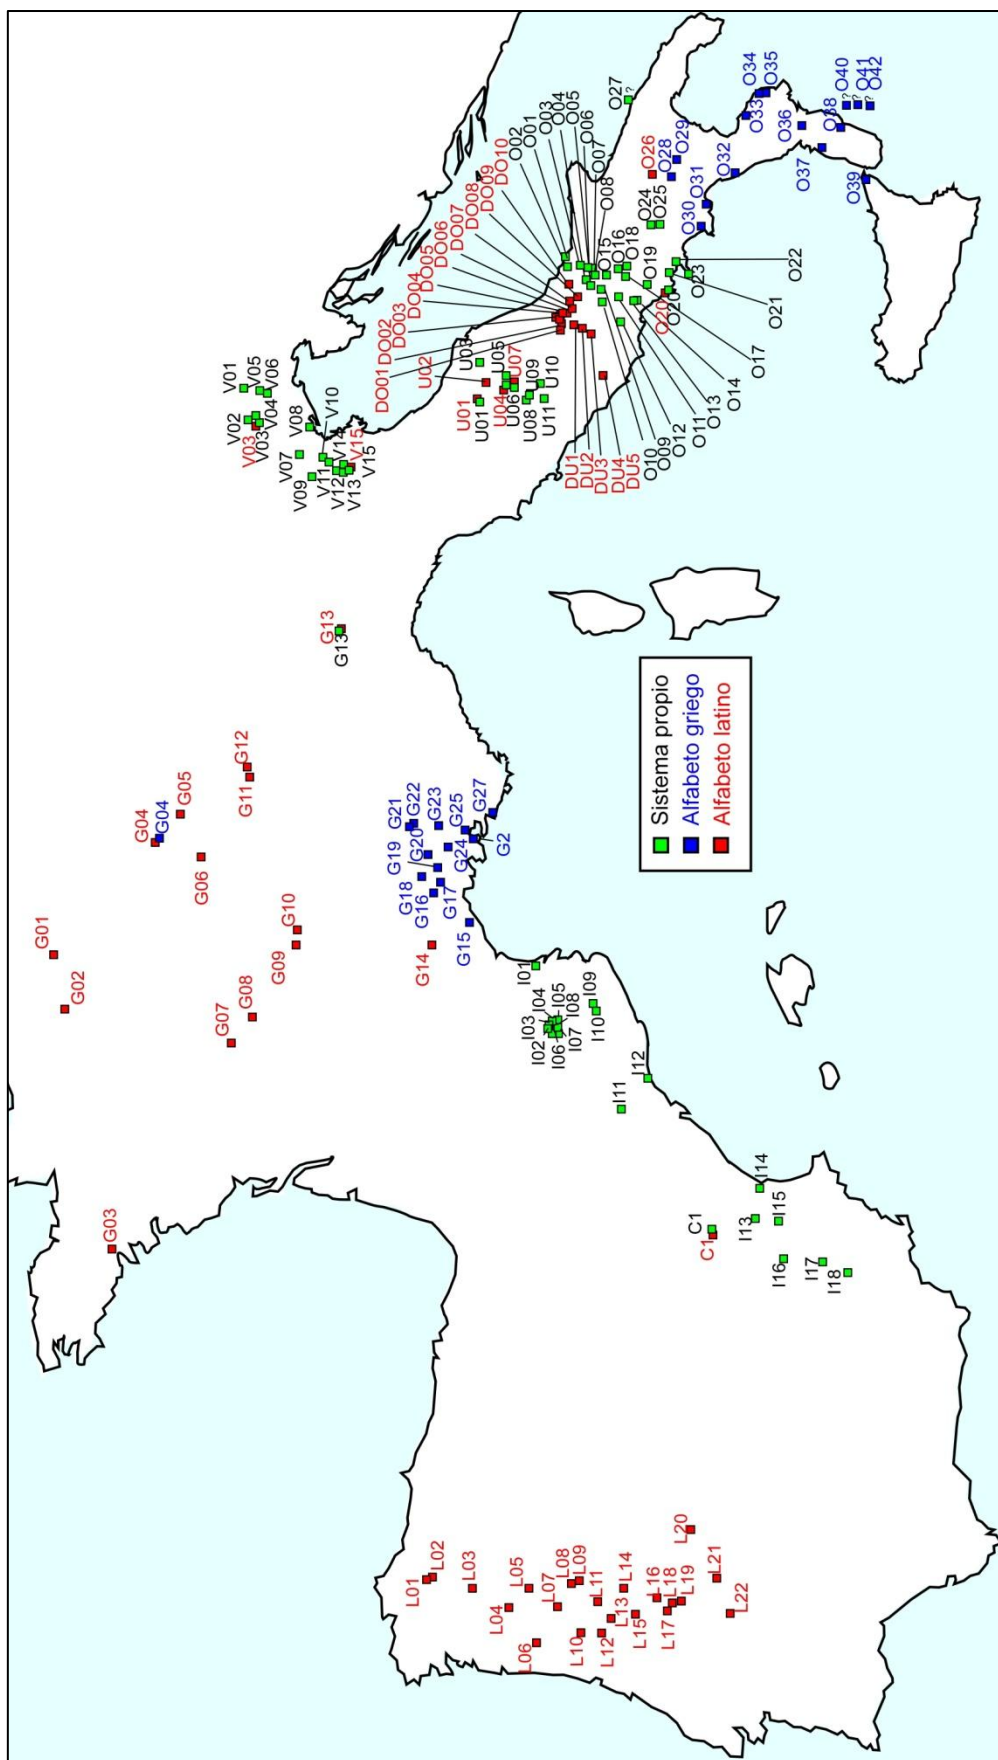 G01
G02
G03
G04
G04
G05
G06
G07
G08
G09
G10
G11
G12
G13
G13
G14
G15
G16
G17
G18
G19
G20
G21
G22
G23
G24
G25
G2
G27
V01
V02
V03
V03
V04
V05
V06
V07
V08
V09
V10
V11
V12
V13
V14
V15
V15
U01
U01
U02
U03
U04
U05
U06
U07
U08
U09
U10
U11
DO01
DO02
DO03
DO04
DO05
DO06
DO07
DO08
DO09
DO10
DU1
DU2
DU3
DU4
DU5
O01
O02
O03
O04
O05
O06
O07
O08
O09
O10
O11
O12
O13
O14
O15
O16
O17
O18
O19
O20
O20
O21
O22
O23
O24
O25
O26
O27
?
O28
O29
O30
O31
O32
O33
O34
O35
O36
O37
O38
O39
O40
?
O41
?
O42
?
I01
I02
I03
I04
I05
I06
I07
I08
I09
I10
I11
I12
I13
I14
I15
I16
I17
I18
C1
C1
L01
L02
L03
L04
L05
L06
L07
L08
L09
L10
L11
L12
L13
L14
L15
L16
L17
L18
L19
L20
L21
L22
Sistema propio
Alfabeto griego
Alfabeto latino